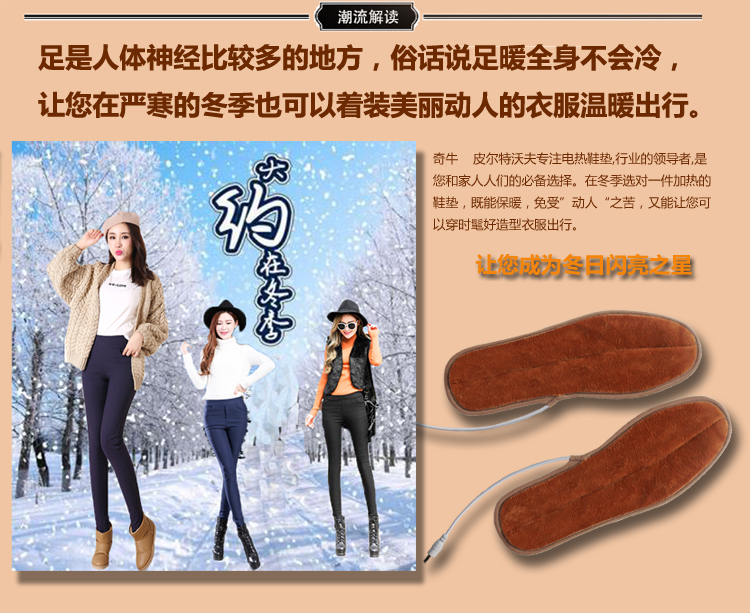 潮流解读
足是人体神经比较多的地方，俗话说足暖全身不会冷，
让您在严寒的冬季也可以着装美丽动人的衣服温暖出行。
大约在冬季
奇牛 皮尔特沃夫专注电热鞋垫,行业的领导者,是
您和家人人们的必备选择。在冬季选对一件加热的
鞋垫，既能保暖，免受”动人“之苦，又能让您可
以穿时髦好造型衣服出行。
让您成为冬日闪亮之星